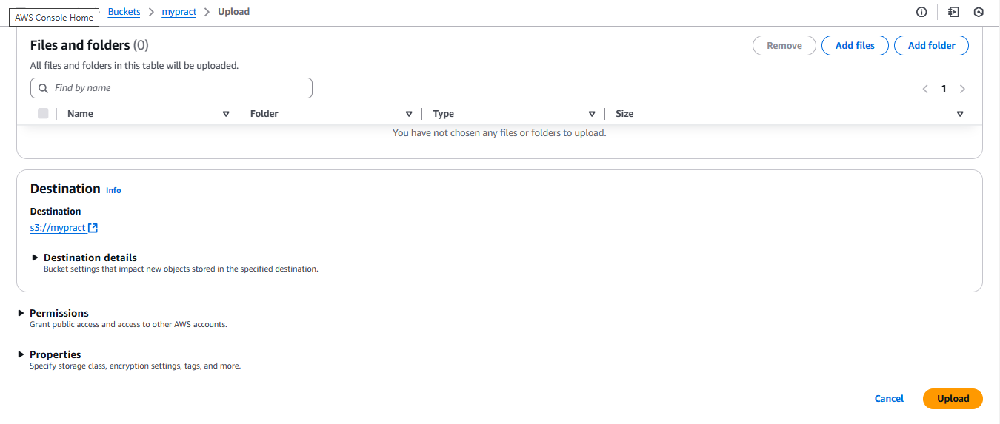 AWS Console Home
Buckets > mypract > Upload
Files and folders (0)
Remove
Add files
Add folder
All files and folders in this table will be uploaded.
Find by name
1
Name
Folder
Type
Size
You have not chosen any files or folders to upload.
Destination Info
Destination
s3://mypract
Destination details
Bucket settings that impact new objects stored in the specified destination.
Permissions
Grant public access and access to other AWS accounts.
Properties
Specify storage class, encryption settings, tags, and more.
Cancel
Upload